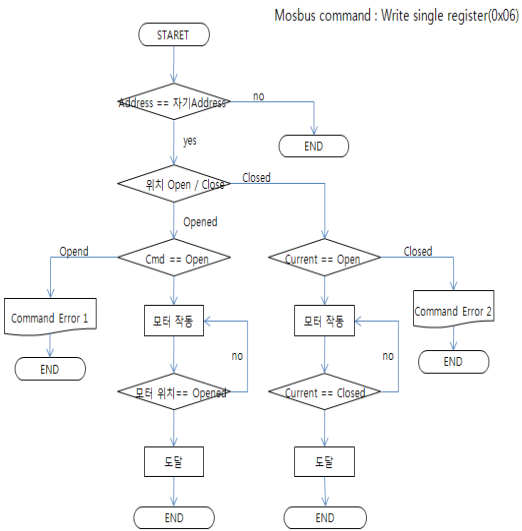 Mosbus command : Write single register(0x06)
STARET
Address == 자기Address
no
END
yes
위치 Open / Close
Closed
Opened
Opend
Cmd == Open
Current == Open
Closed
Command Error 1
모터 작동
모터 작동
Command Error 2
END
no
no
END
모터 위치== Opened
Current == Closed
도달
도달
END
END